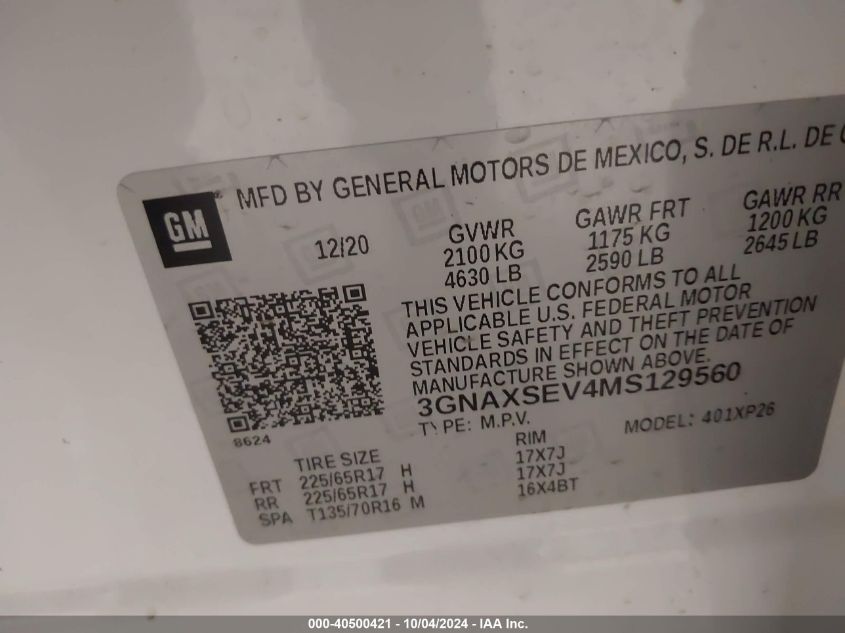 MFD BY GENERAL MOTORS DE MEXICO, S. DE R.L. DE
GM
12/20
GVWR
2100 KG
4630 LB
GAWR FRT
1175 KG
2590 LB
GAWR RR
1200 KG
2645 LB
THIS VEHICLE CONFORMS TO ALL
APPLICABLE U.S. FEDERAL MOTOR
VEHICLE SAFETY AND THEFT PREVENTION
STANDARDS IN EFFECT ON THE DATE OF
MANUFACTURE SHOWN ABOVE.
3GNAXSEV4MS129560
TYPE: M.P.V.
MODEL: 401XP26
8624
TIRE SIZE RIM
FRT 225/65R17 H 17X7J
RR 225/65R17 H 17X7J
SPA T135/70R16 M 16X4BT
000-40500421 - 10/04/2024 - IAA Inc.